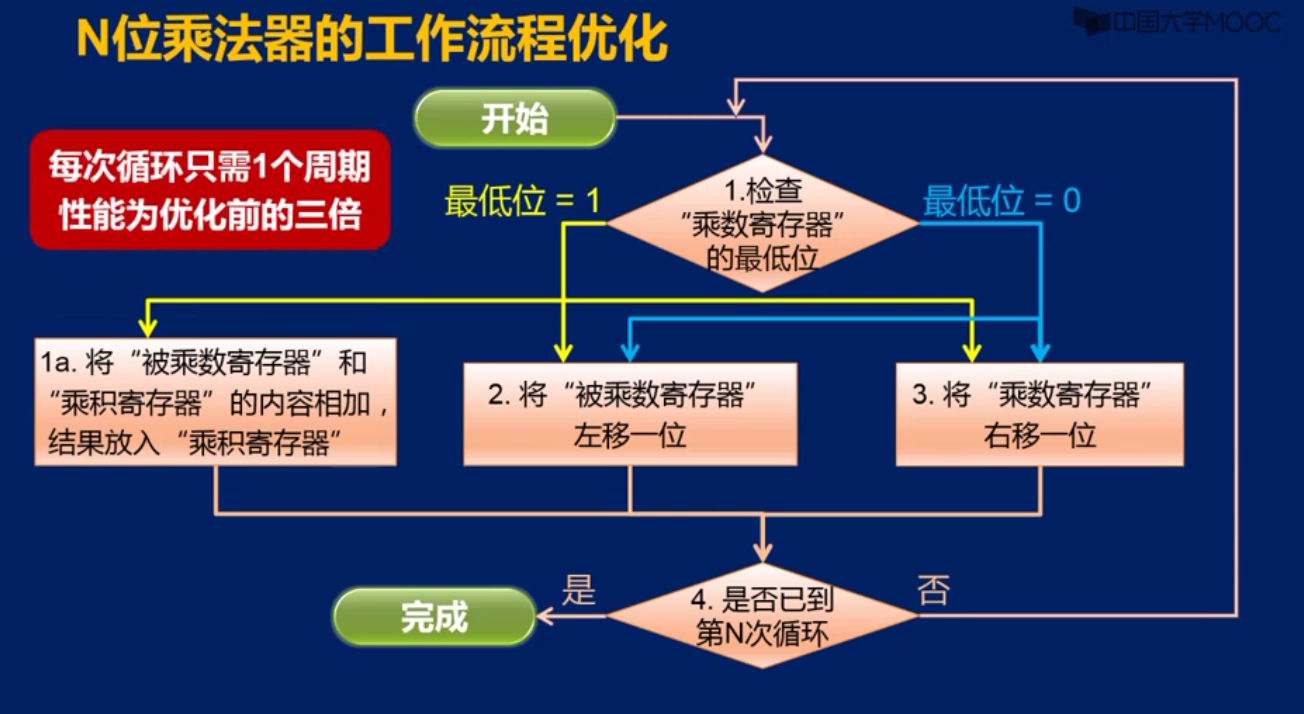 N位乘法器的工作流程优化
中国大学MOOC
开始
每次循环只需1个周期
性能为优化前的三倍
最低位 = 1
1.检查
“乘数寄存器”
的最低位
最低位 = 0
1a. 将“被乘数寄存器”和
“乘积寄存器”的内容相加，
结果放入“乘积寄存器”
2. 将“被乘数寄存器”
左移一位
3. 将“乘数寄存器”
右移一位
完成
是
4. 是否已到
第N次循环
否